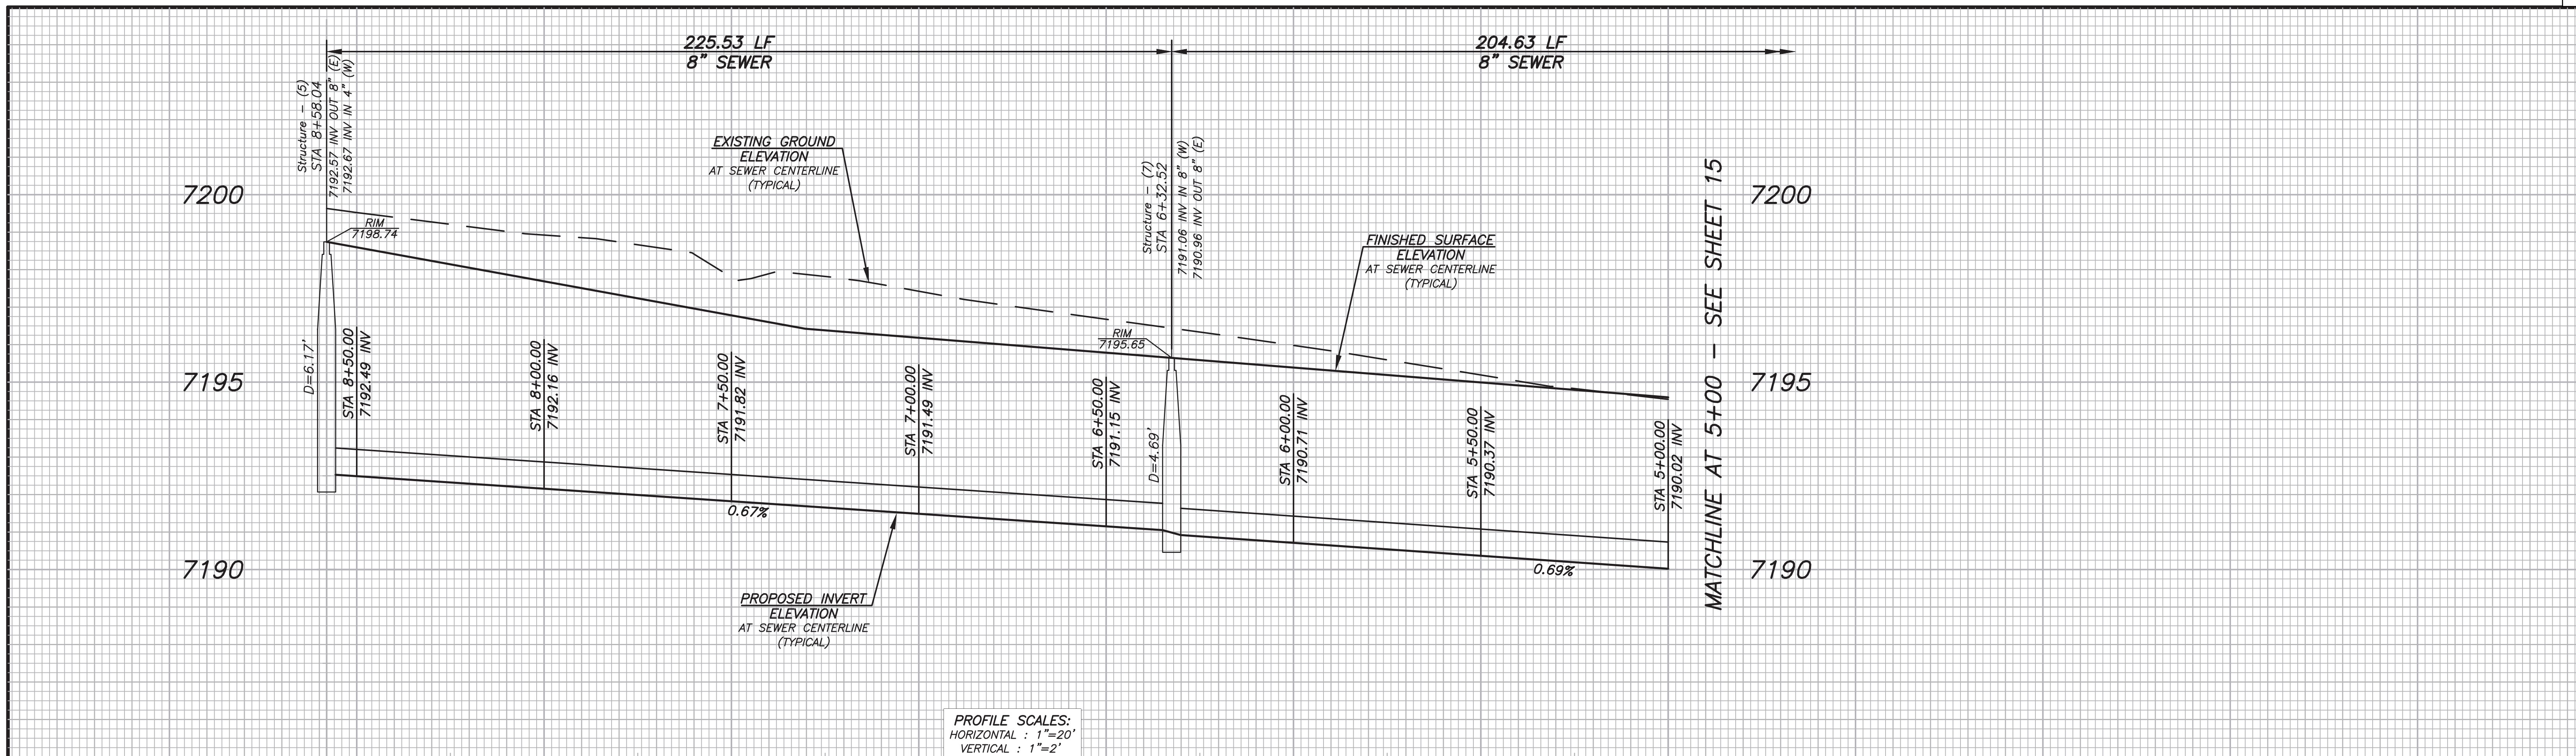 225.53 LF
8" SEWER
204.63 LF
8" SEWER
Structure - (5)
STA 8+58.04
7192.57 INV OUT 8" (E)
7192.67 INV IN 4" (W)
EXISTING GROUND
ELEVATION
AT SEWER CENTERLINE
(TYPICAL)
Structure - (7)
STA 6+32.52
7191.06 INV IN 8" (W)
7190.96 INV OUT 8" (E)
7200
7200
RIM
7198.74
FINISHED SURFACE
ELEVATION
AT SEWER CENTERLINE
(TYPICAL)
RIM
7195.65
7195
7195
D=6.17'
STA 8+50.00
7192.49 INV
STA 8+00.00
7192.16 INV
STA 7+50.00
7191.82 INV
STA 7+00.00
7191.49 INV
STA 6+50.00
7191.15 INV
D=4.69'
STA 6+00.00
7190.71 INV
STA 5+50.00
7190.37 INV
STA 5+00.00
7190.02 INV
MATCHLINE AT 5+00 - SEE SHEET 15
0.67%
0.69%
7190
7190
PROPOSED INVERT
ELEVATION
AT SEWER CENTERLINE
(TYPICAL)
PROFILE SCALES:
HORIZONTAL : 1"=20'
VERTICAL : 1"=2'